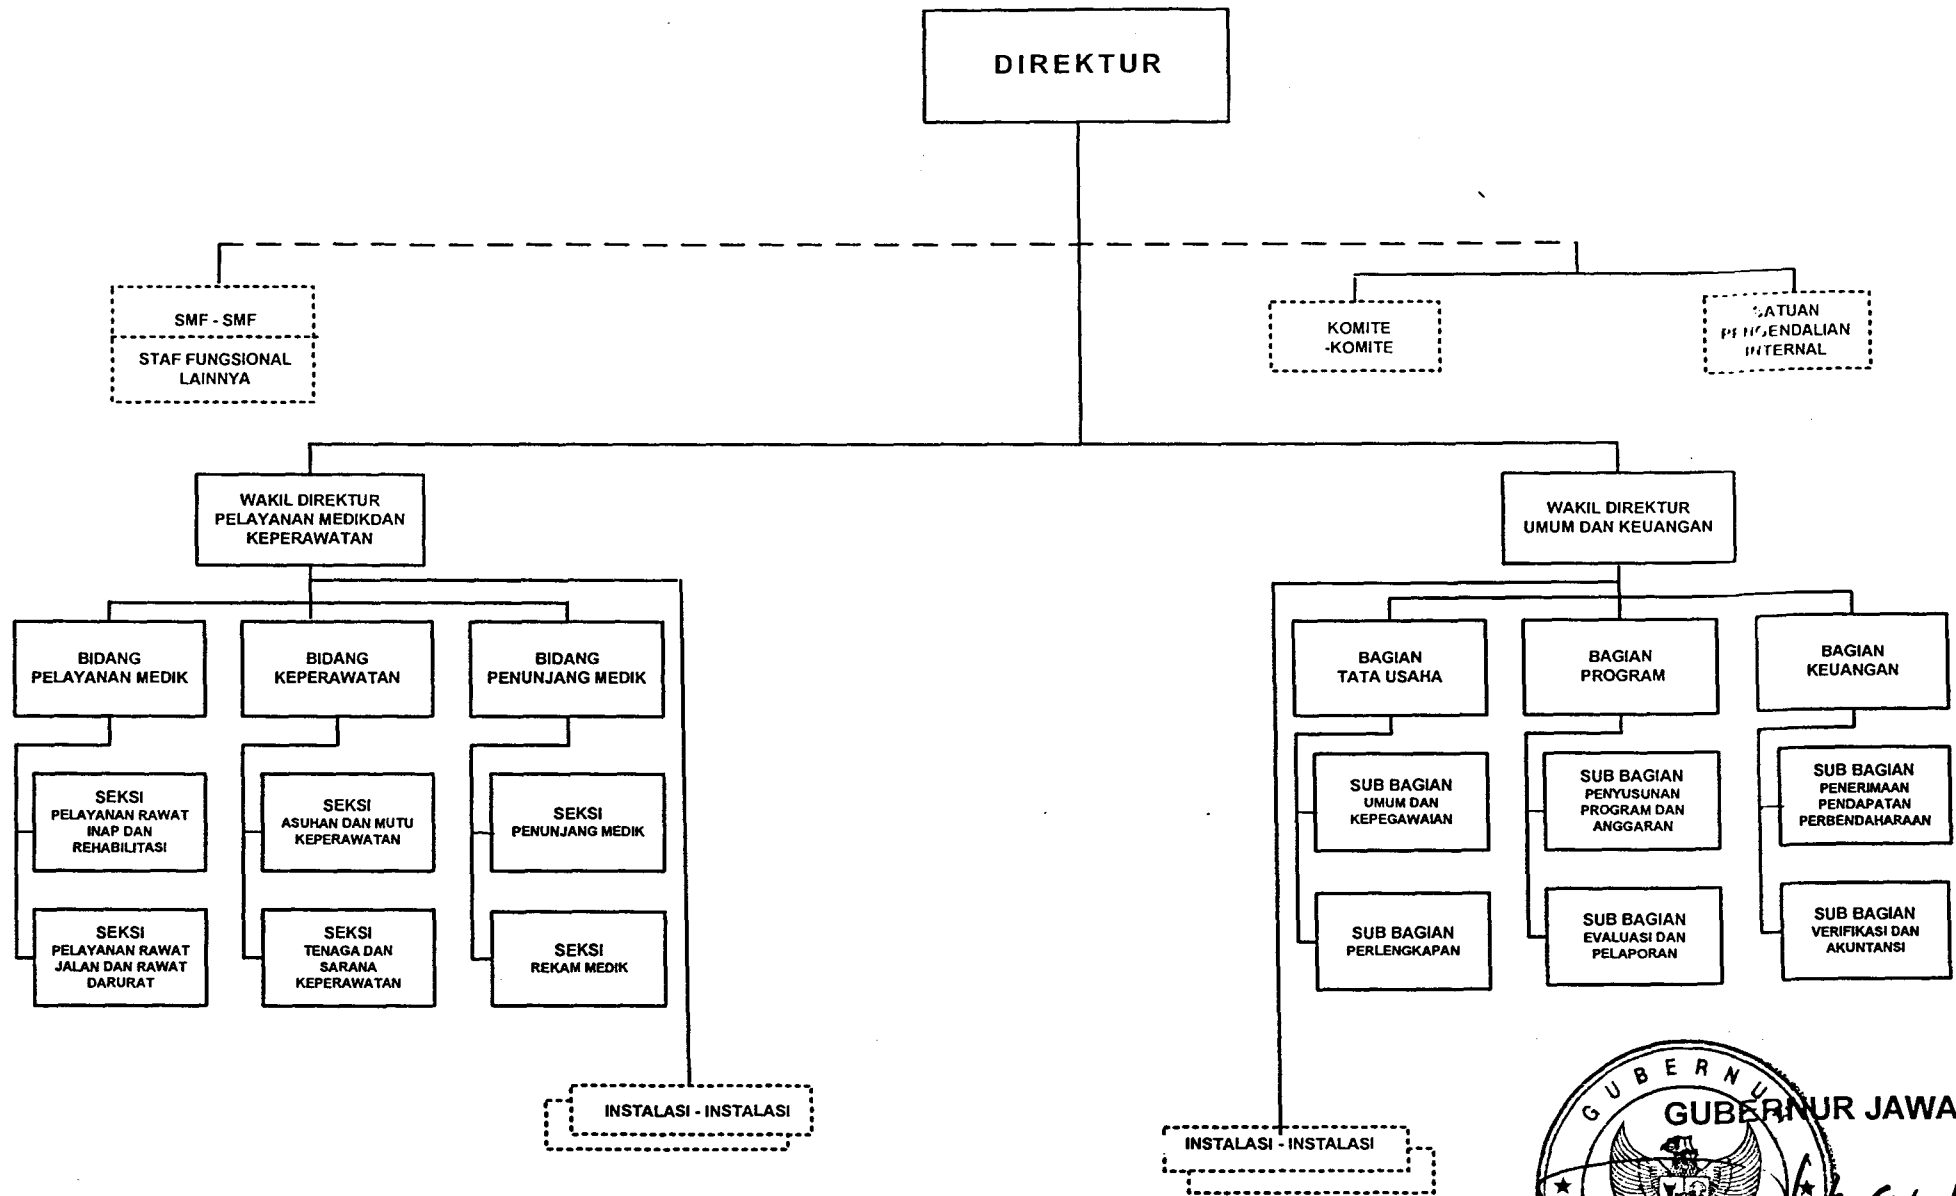 DIREKTUR
SMF - SMF
STAF FUNGSIONAL
LAINNYA
KOMITE
-KOMITE
SATUAN
PENGENDALIAN
INTERNAL
WAKIL DIREKTUR
PELAYANAN MEDIKDAN
KEPERAWATAN
WAKIL DIREKTUR
UMUM DAN KEUANGAN
BIDANG
PELAYANAN MEDIK
BIDANG
KEPERAWATAN
BIDANG
PENUNJANG MEDIK
BAGIAN
TATA USAHA
BAGIAN
PROGRAM
BAGIAN
KEUANGAN
SEKSI
PELAYANAN RAWAT
INAP DAN
REHABILITASI
SEKSI
ASUHAN DAN MUTU
KEPERAWATAN
SEKSI
PENUNJANG MEDIK
SUB BAGIAN
UMUM DAN
KEPEGAWAIAN
SUB BAGIAN
PENYUSUNAN
PROGRAM DAN
ANGGARAN
SUB BAGIAN
PENERIMAAN
PENDAPATAN
PERBENDAHARAAN
SEKSI
PELAYANAN RAWAT
JALAN DAN RAWAT
DARURAT
SEKSI
TENAGA DAN
SARANA
KEPERAWATAN
SEKSI
REKAM MEDIK
SUB BAGIAN
PERLENGKAPAN
SUB BAGIAN
EVALUASI DAN
PELAPORAN
SUB BAGIAN
VERIFIKASI DAN
AKUNTANSI
INSTALASI - INSTALASI
INSTALASI - INSTALASI
GUBERNUR
GUBERNUR JAWA